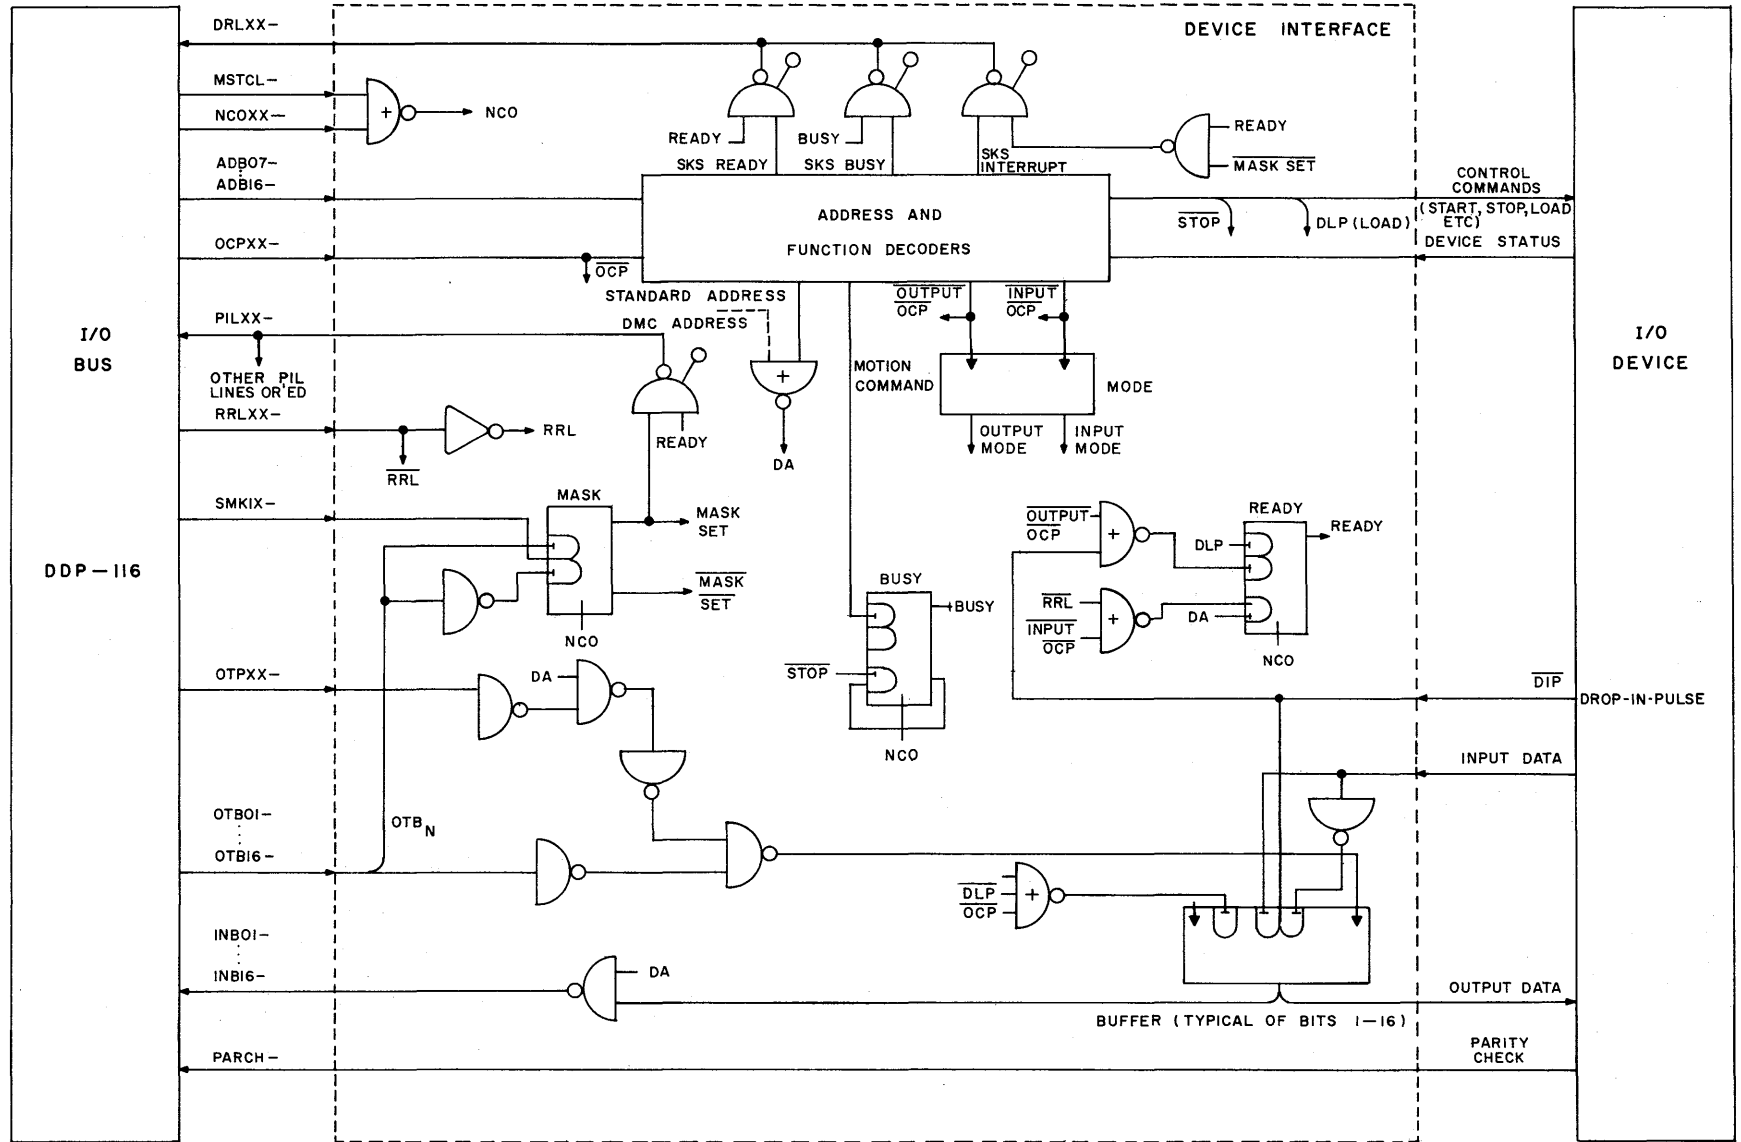 DRLXX–
DEVICE INTERFACE
MSTCL–
+
NCO
NCOXX–
READY
BUSY
READY
ADB07–
⋮
ADB16–
SKS READY
SKS BUSY
SKS
INTERRUPT
MASK SET
CONTROL
COMMANDS
(START, STOP, LOAD
ETC)
ADDRESS AND
FUNCTION DECODERS
STOP
DLP (LOAD)
OCPXX–
OCP
DEVICE STATUS
STANDARD ADDRESS
OUTPUT
OCP
INPUT
OCP
PILXX–
DMC ADDRESS
I/O
BUS
I/O
DEVICE
OTHER PIL
LINES OR'ED
+
MOTION
COMMAND
MODE
RRLXX–
RRL
RRL
READY
DA
OUTPUT
MODE
INPUT
MODE
SMK1X–
MASK
MASK
SET
OUTPUT
OCP
+
READY
READY
DLP
DDP–116
MASK
SET
BUSY
BUSY
RRL
+
INPUT
OCP
DA
NCO
NCO
OTPXX–
DA
STOP
NCO
DIP
DROP-IN-PULSE
INPUT DATA
OTB01–
⋮
OTB16–
OTBN
DLP
OCP
+
INB01–
⋮
INB16–
DA
OUTPUT DATA
BUFFER (TYPICAL OF BITS 1–16)
PARCH–
PARITY
CHECK